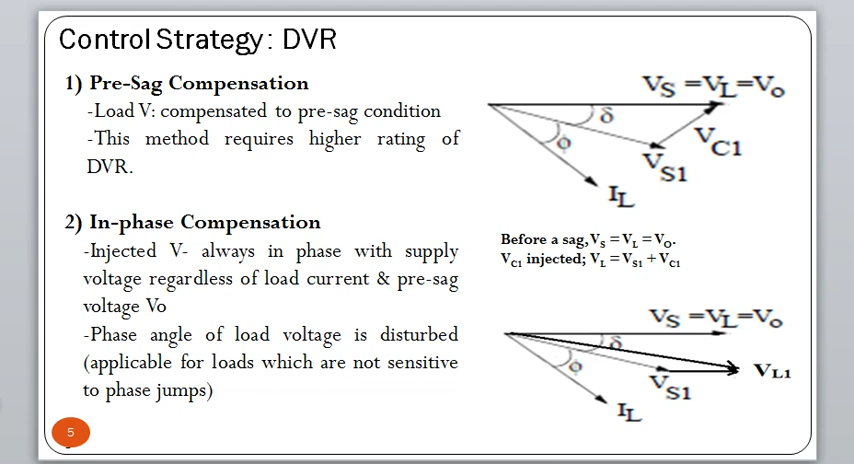 Control Strategy: DVR
1) Pre-Sag Compensation
-Load V: compensated to pre-sag condition
-This method requires higher rating of
DVR.
2) In-phase Compensation
-Injected V- always in phase with supply
voltage regardless of load current & pre-sag
voltage Vo
-Phase angle of load voltage is disturbed
(applicable for loads which are not sensitive
to phase jumps)
5
VS =VL=Vo
δ
ϕ
VC1
VS1
IL
Before a sag,VS =VL =VO.
VC1 injected; VL =VS1 +VC1
VS =VL=Vo
δ
ϕ
VL1
VS1
IL